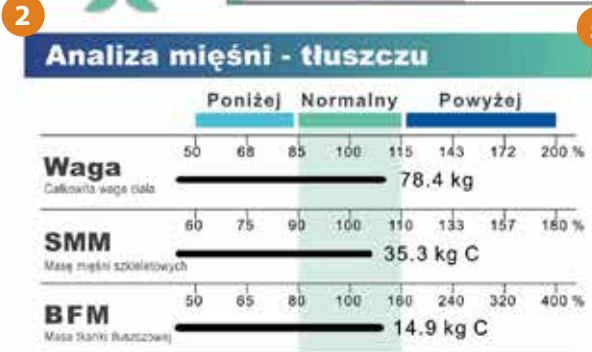 2
Analiza mięśni - tłuszczu
Poniżej Normalny Powyżej
50 68 85 100 115 143 172 200 %
Waga
Całkowita waga ciała
78.4 kg
60 75 90 100 110 133 157 180 %
SMM
Masę mięśni szkieletowych
35.3 kg C
50 65 80 100 160 240 320 400 %
BFM
Masa tkanki tłuszczowej
14.9 kg C